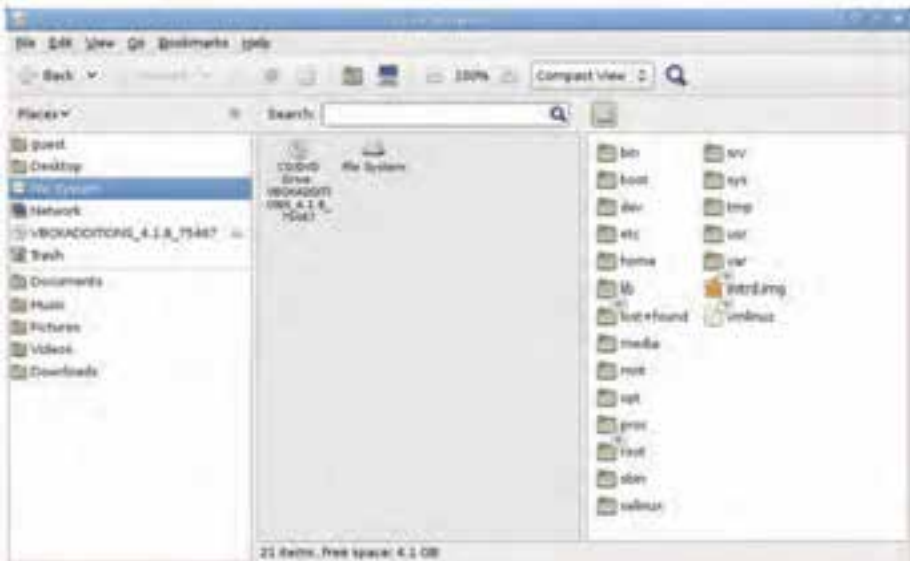 File Edit View Go Bookmarks Help
Back
100% Compact View
Places Search:
guest
Desktop
File System
Network
VBOXADDITIONS_4.1.8_75467
Trash
Documents
Music
Pictures
Videos
Downloads
CD/DVD
Drive:
File System
bin
boot
dev
etc
home
lib
lost+found
media
mnt
opt
proc
root
sbin
selinux
srv
sys
tmp
usr
var
initrd.img
vmlinuz
21 items, Free space: 4.1 GB